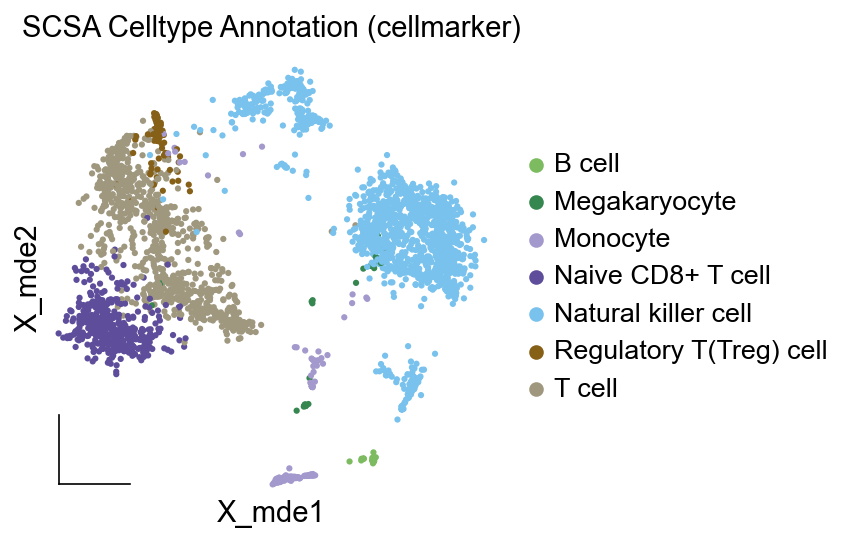 SCSA Celltype Annotation (cellmarker)
B cell
Megakaryocyte
Monocyte
Naive CD8+ T cell
Natural killer cell
Regulatory T(Treg) cell
T cell
X_mde2
X_mde1